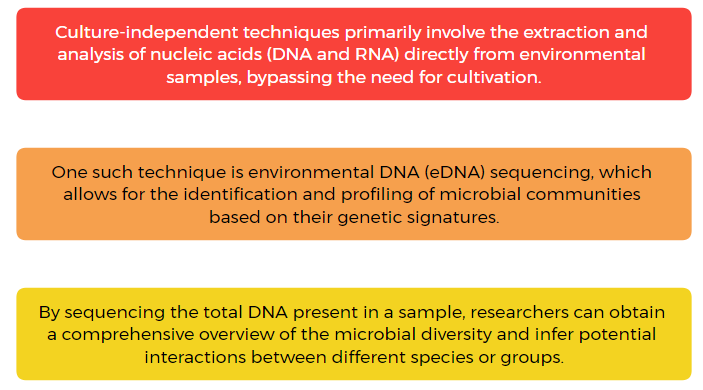 Culture-independent techniques primarily involve the extraction and
analysis of nucleic acids (DNA and RNA) directly from environmental
samples, bypassing the need for cultivation.
One such technique is environmental DNA (eDNA) sequencing, which
allows for the identification and profiling of microbial communities
based on their genetic signatures.
By sequencing the total DNA present in a sample, researchers can obtain
a comprehensive overview of the microbial diversity and infer potential
interactions between different species or groups.